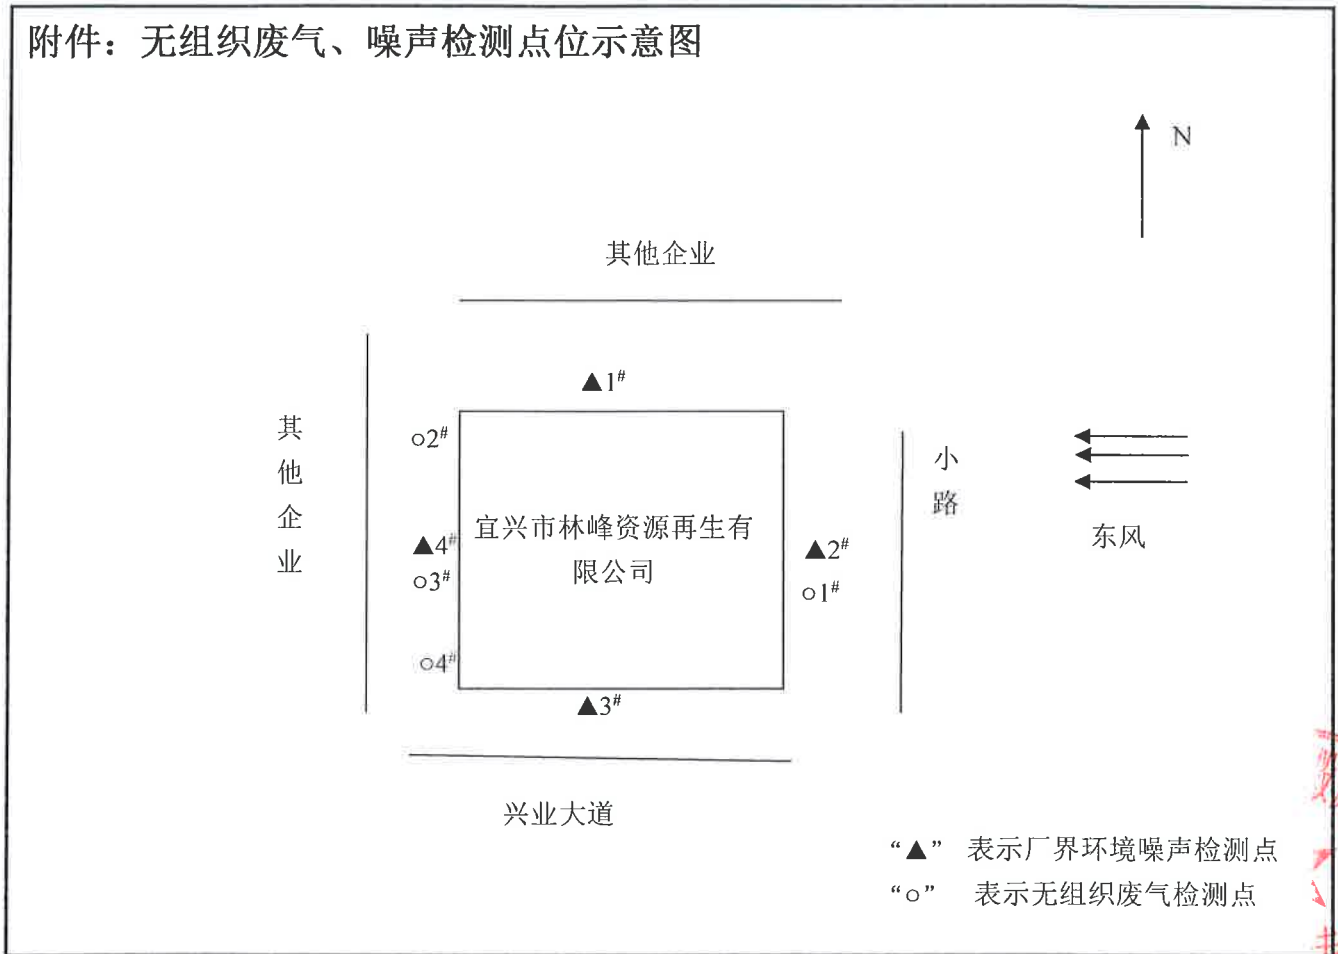 附件：无组织废气、噪声检测点位示意图
N
其他企业
▲1#
其他企业
○2#
小路
宜兴市林峰资源再生有
限公司
▲4#
▲2#
东风
○3#
○1#
○4#
▲3#
兴业大道
“▲” 表示厂界环境噪声检测点
“○” 表示无组织废气检测点